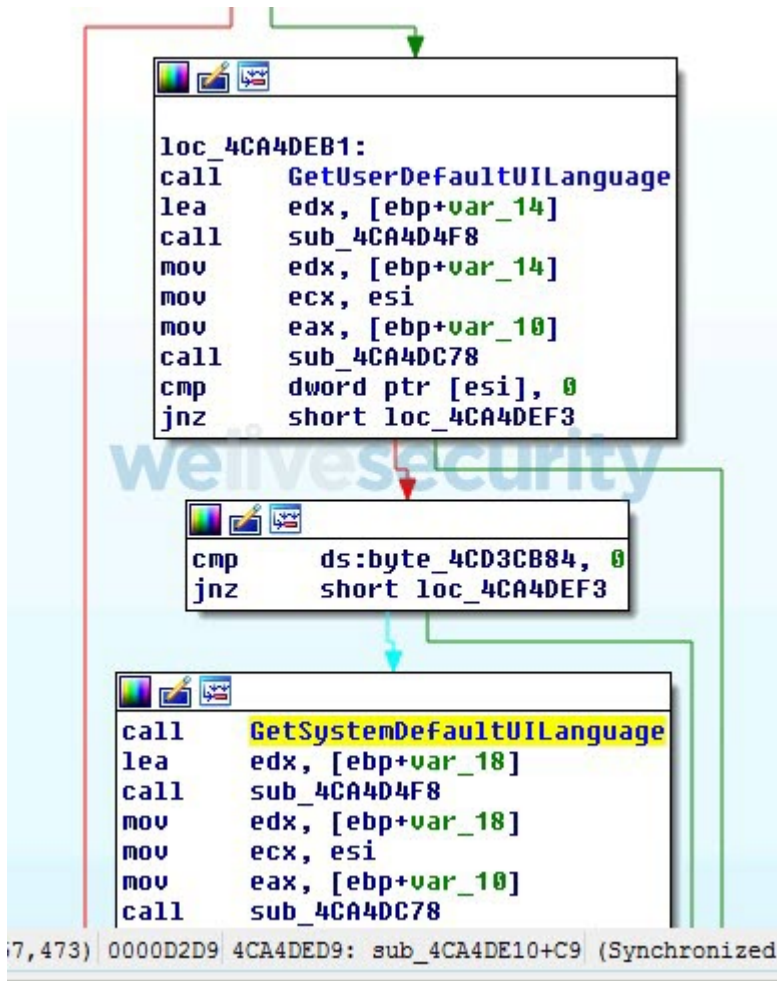 loc_4CA4DEB1:
call GetUserDefaultUILanguage
lea edx, [ebp+var_14]
call sub_4CA4D4F8
mov edx, [ebp+var_14]
mov ecx, esi
mov eax, [ebp+var_10]
call sub_4CA4DC78
cmp dword ptr [esi], 0
jnz short loc_4CA4DEF3
welivesecurity
cmp ds:byte_4CD3CB84, 0
jnz short loc_4CA4DEF3
call GetSystemDefaultUILanguage
lea edx, [ebp+var_18]
call sub_4CA4D4F8
mov edx, [ebp+var_18]
mov ecx, esi
mov eax, [ebp+var_10]
call sub_4CA4DC78
57,473) 0000D2D9 4CA4DED9: sub_4CA4DE10+C9 (Synchronized